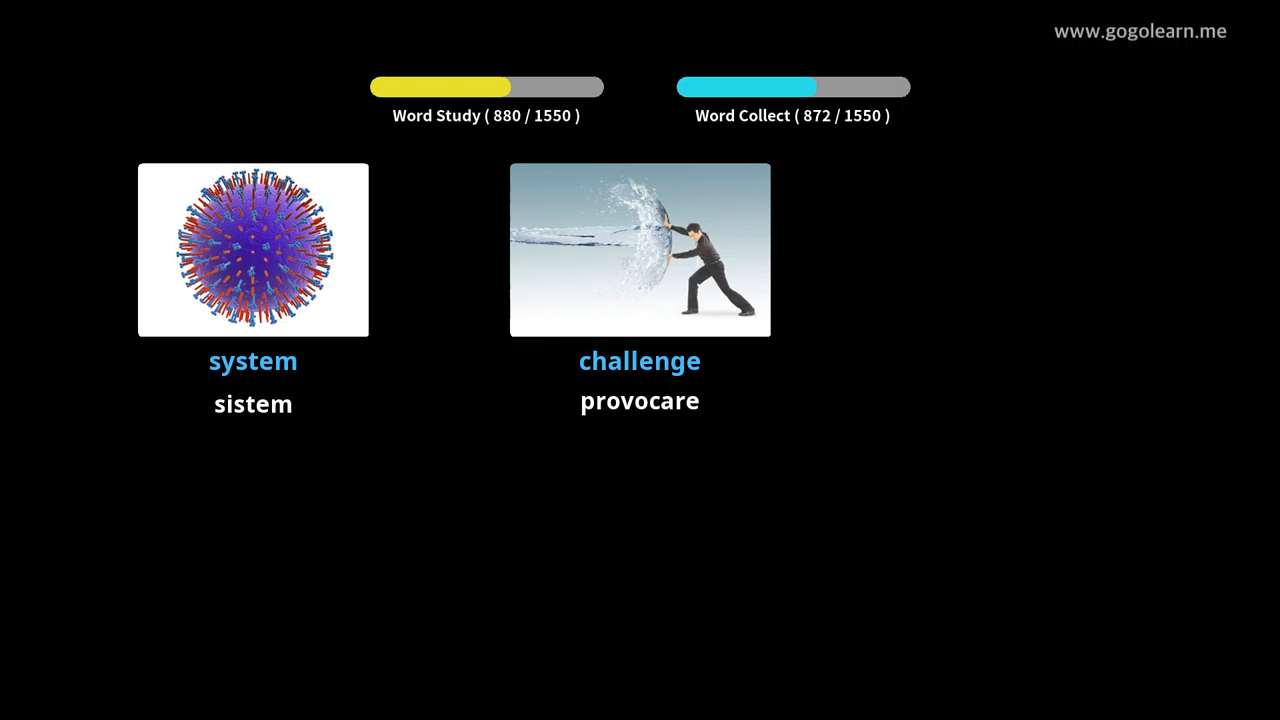 www.gogolearn.me
Word Study ( 880 / 1550 )
Word Collect ( 872 / 1550 )
system
sistem
challenge
provocare